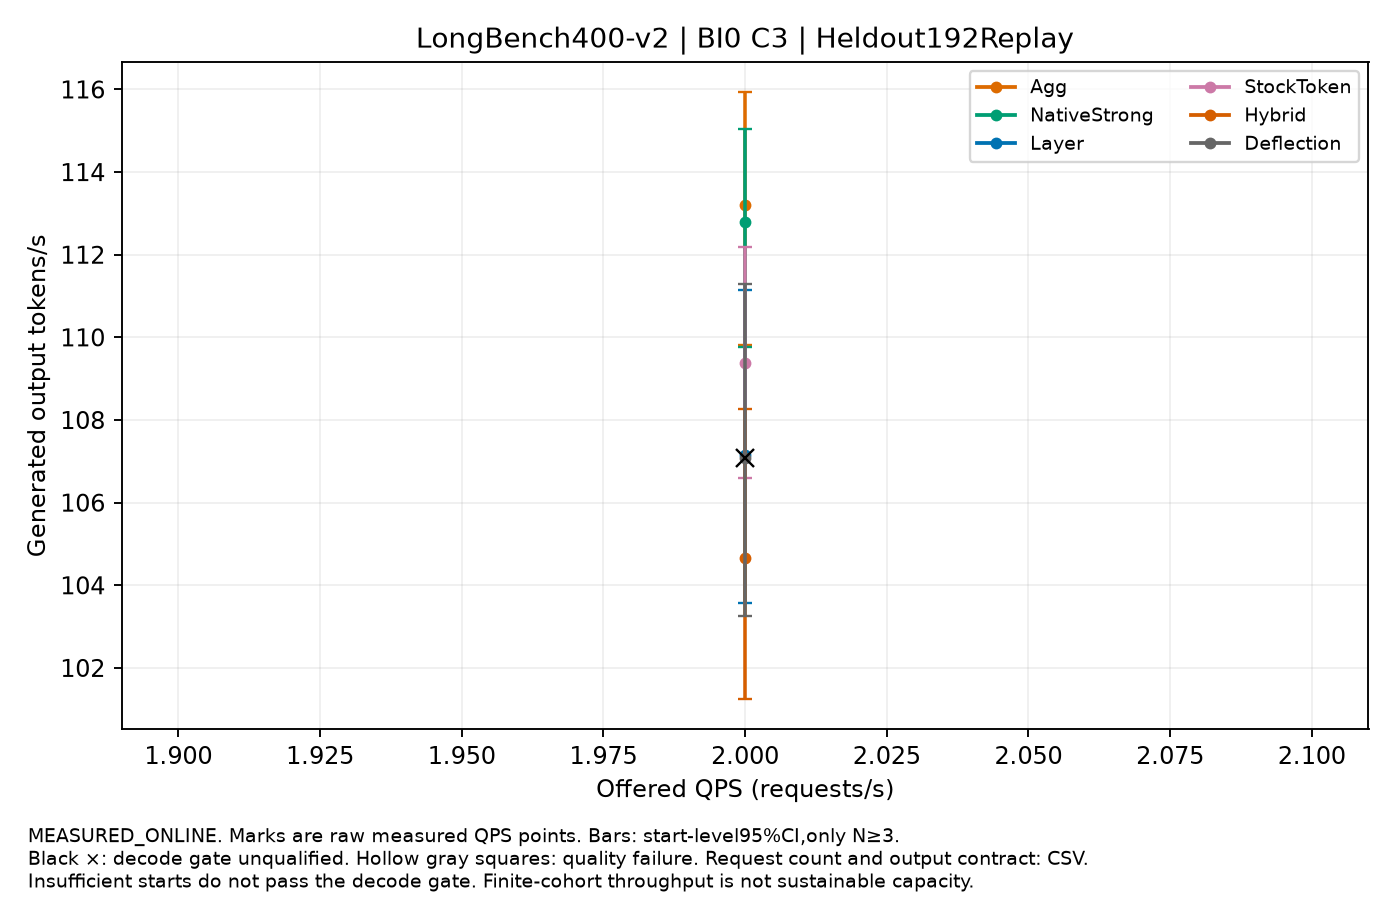 LongBench400-v2 | BI0 C3 | Heldout192Replay
Generated output tokens/s
116
114
112
110
108
106
104
102
Agg
NativeStrong
Layer
StockToken
Hybrid
Deflection
1.900 1.925 1.950 1.975 2.000 2.025 2.050 2.075 2.100
Offered QPS (requests/s)
MEASURED_ONLINE. Marks are raw measured QPS points. Bars: start-level95%CI,only N≥3.
Black ×: decode gate unqualified. Hollow gray squares: quality failure. Request count and output contract: CSV.
Insufficient starts do not pass the decode gate. Finite-cohort throughput is not sustainable capacity.